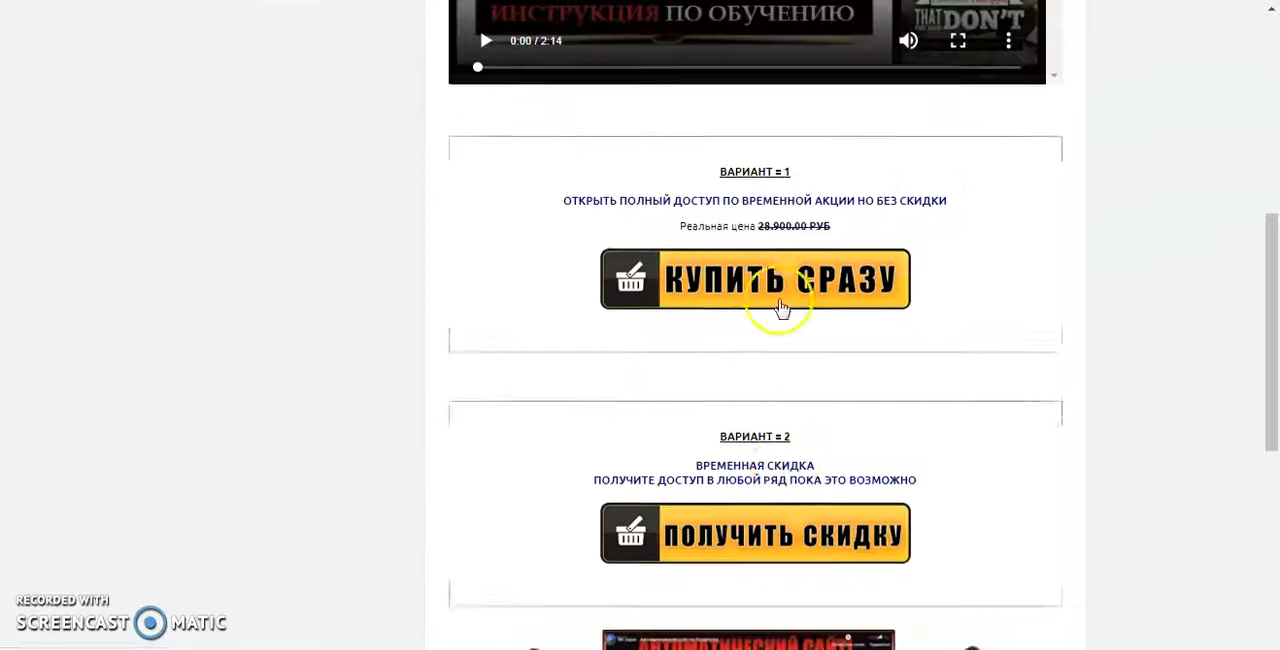 ИНСТРУКЦИЯ ПО ОБУЧЕНИЮ
THAT DON'T
0:00 / 2:14
ВАРИАНТ = 1
ОТКРЫТЬ ПОЛНЫЙ ДОСТУП ПО ВРЕМЕННОЙ АКЦИИ НО БЕЗ СКИДКИ
Реальная цена 28.900.00 РУБ
КУПИТЬ СРАЗУ
ВАРИАНТ = 2
ВРЕМЕННАЯ СКИДКА
ПОЛУЧИТЕ ДОСТУП В ЛЮБОЙ РЯД ПОКА ЭТО ВОЗМОЖНО
ПОЛУЧИТЬ СКИДКУ
RECORDED WITH
SCREENCAST MATIC
АВТОМАТИЧЕСКИЙ САЙТ